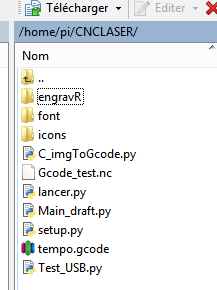 Télécharger Editer
/home/pi/CNCLASER/
Nom
..
engravR
font
icons
C_imgToGcode.py
Gcode_test.nc
lancer.py
Main_draft.py
setup.py
tempo.gcode
Test_USB.py